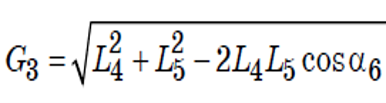 G₃ = √(L₄² + L₅² − 2L₄L₅ cos α₆)